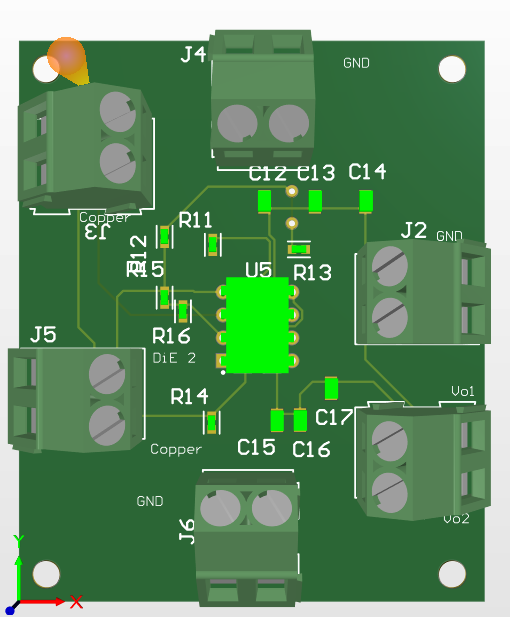 J4
GND
C12 C13 C14
Copper
J3
R11
R12
J2
GND
R15
U5
R13
J5
R16
DiE 2
R14
Vo1
C17
Copper
C15
C16
GND
J6
Vo2
Y
X